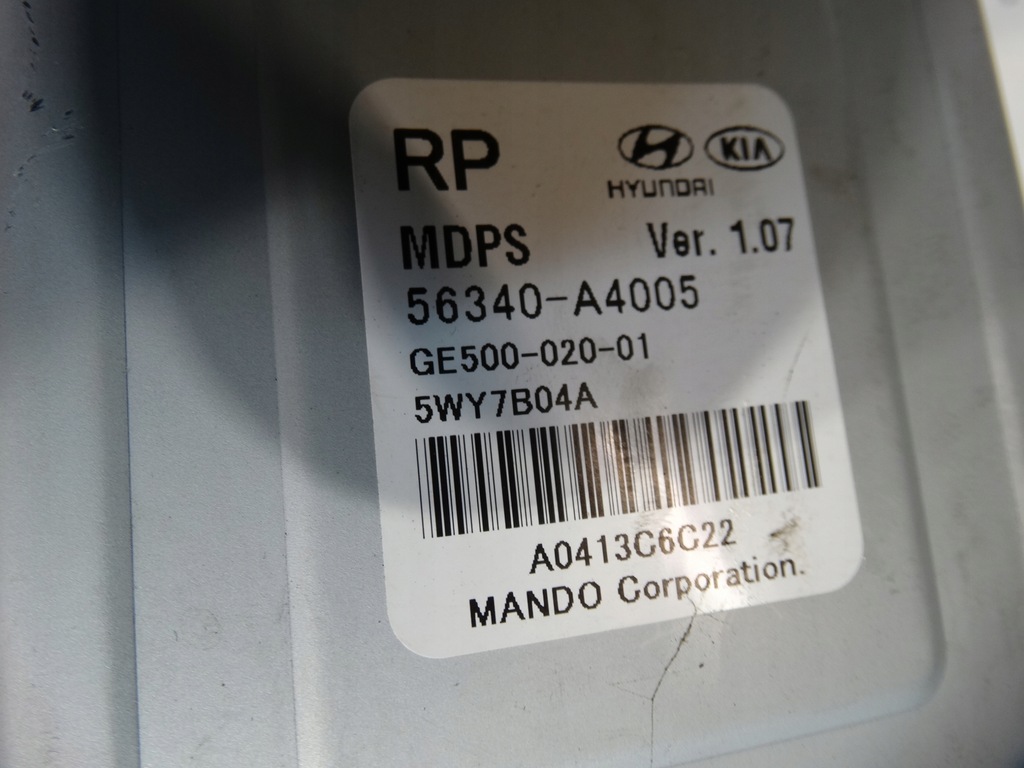 RP
KIA
HYUNDAI
MDPS Ver. 1.07
56340-A4005
GE500-020-01
5WY7B04A
A0413C6C22
MANDO Corporation.